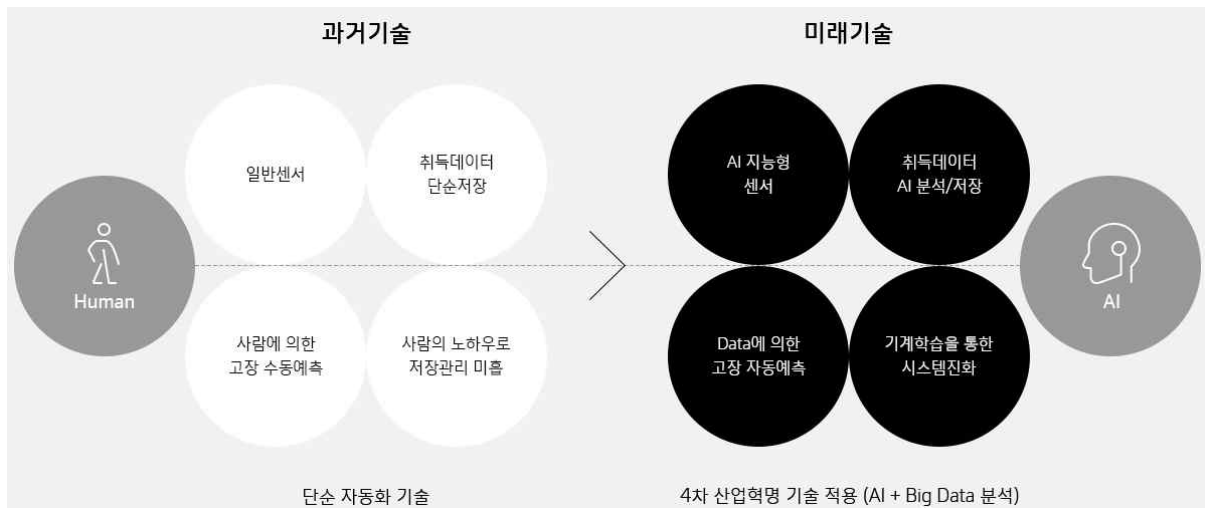 과거기술
미래기술
일반센서
취득데이터
단순저장
AI 지능형
센서
취득데이터
AI 분석/저장
Human
AI
사람에 의한
고장 수동예측
사람의 노하우로
저장관리 미흡
Data에 의한
고장 자동예측
기계학습을 통한
시스템진화
단순 자동화 기술
4차 산업혁명 기술 적용 (AI + Big Data 분석)